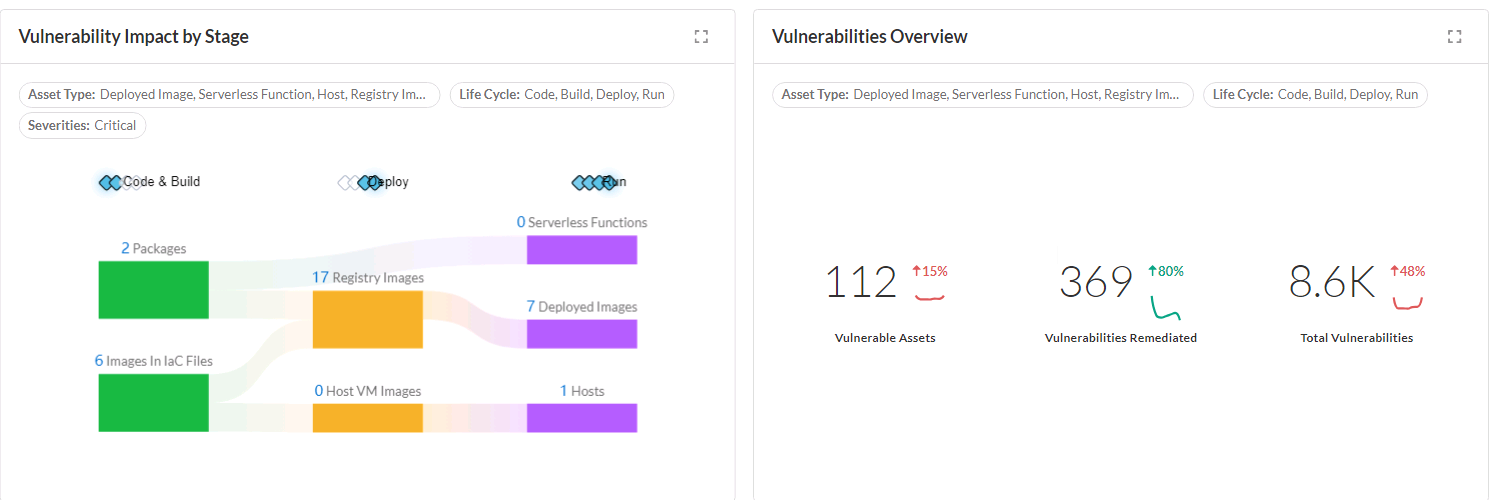 Vulnerability Impact by Stage
Asset Type: Deployed Image, Serverless Function, Host, Registry Im...
Life Cycle: Code, Build, Deploy, Run
Severities: Critical
Code & Build
Deploy
Run
0 Serverless Functions
2 Packages
17 Registry Images
7 Deployed Images
6 Images In IaC Files
0 Host VM Images
1 Hosts
Vulnerabilities Overview
Asset Type: Deployed Image, Serverless Function, Host, Registry Im...
Life Cycle: Code, Build, Deploy, Run
112 15%
Vulnerable Assets
369 80%
Vulnerabilities Remediated
8.6K 48%
Total Vulnerabilities